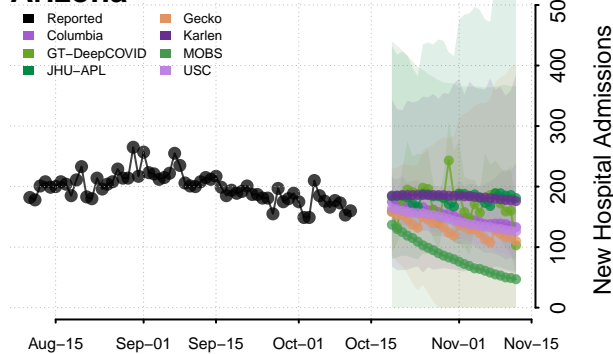 Arizona
Reported
Columbia
GT−DeepCOVID
JHU−APL
Gecko
Karlen
MOBS
USC
0
100
200
300
400
50
New Hospital Admissions
Aug−15
Sep−01
Sep−15
Oct−01
Oct−15
Nov−01
Nov−15